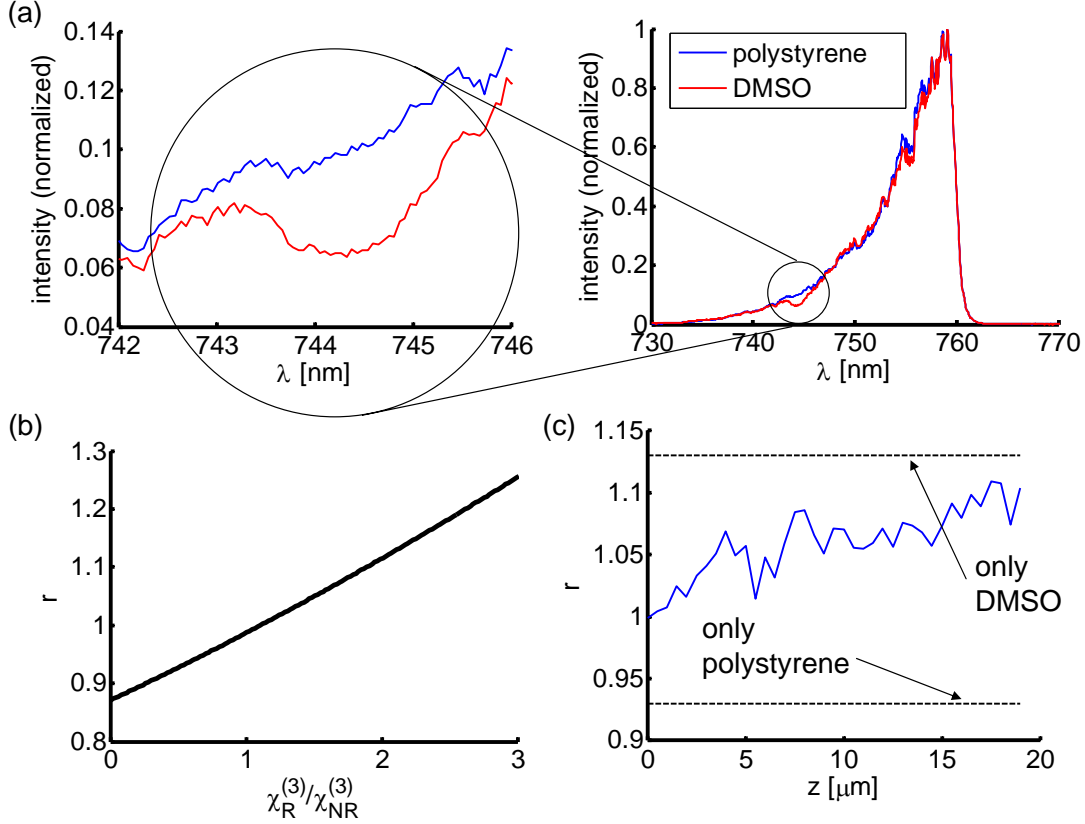 (a)
0.14
0.12
0.1
0.08
0.06
0.04
intensity (normalized)
742 743 744 745 746
λ [nm]
1
0.8
0.6
0.4
0.2
0
intensity (normalized)
polystyrene
DMSO
730 740 750 760 770
λ [nm]
(b)
1.3
1.2
1.1
1
0.9
0.8
r
0 1 2 3
χ_R^(3)/χ_NR^(3)
(c)
1.15
1.1
1.05
1
0.95
0.9
r
only
DMSO
only
polystyrene
0 5 10 15 20
z [μm]